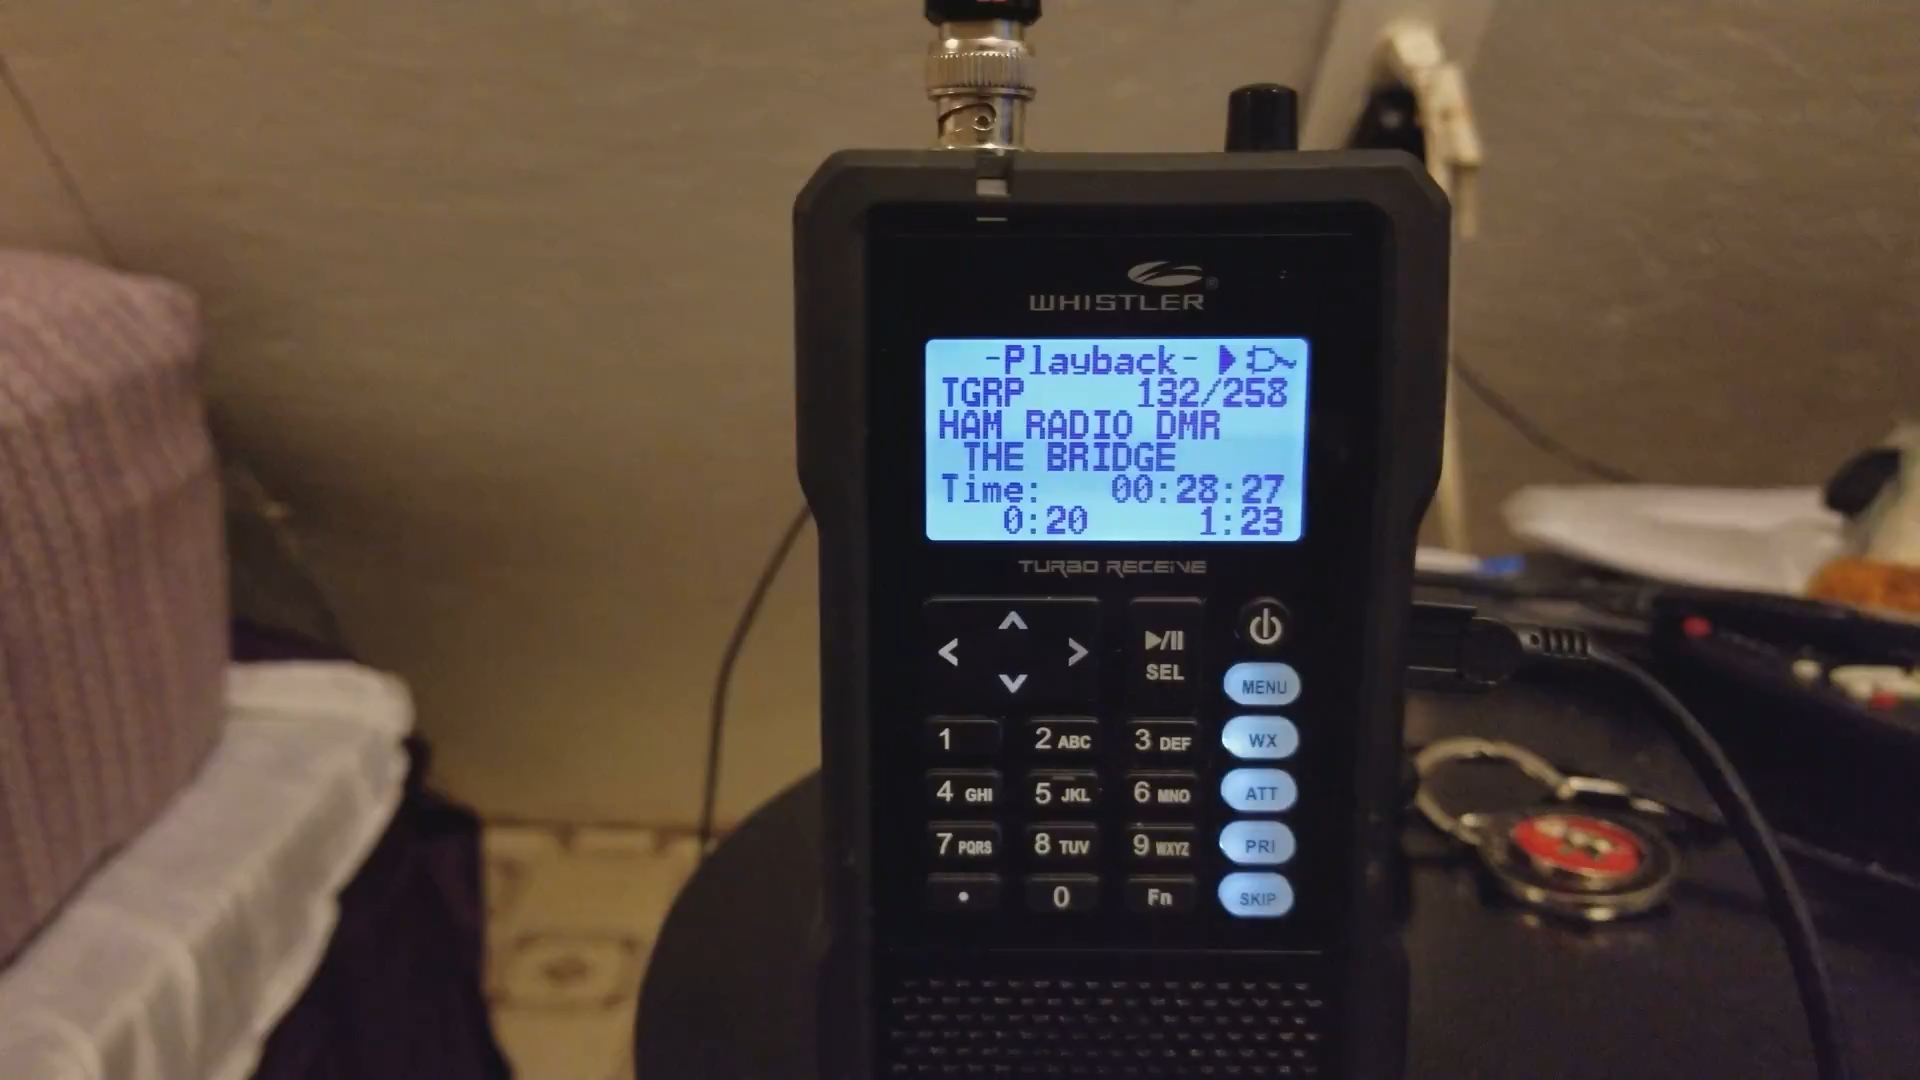 WHISTLER®
-Playback-
TGRP 132/258
HAM RADIO DMR
THE BRIDGE
Time: 00:28:27
0:20 1:23
TURBO RECEIVE
SEL
MENU
1 2 ABC 3 DEF WX
4 GHI 5 JKL 6 MNO ATT
7 PQRS 8 TUV 9 WXYZ PRI
. 0 Fn SKIP